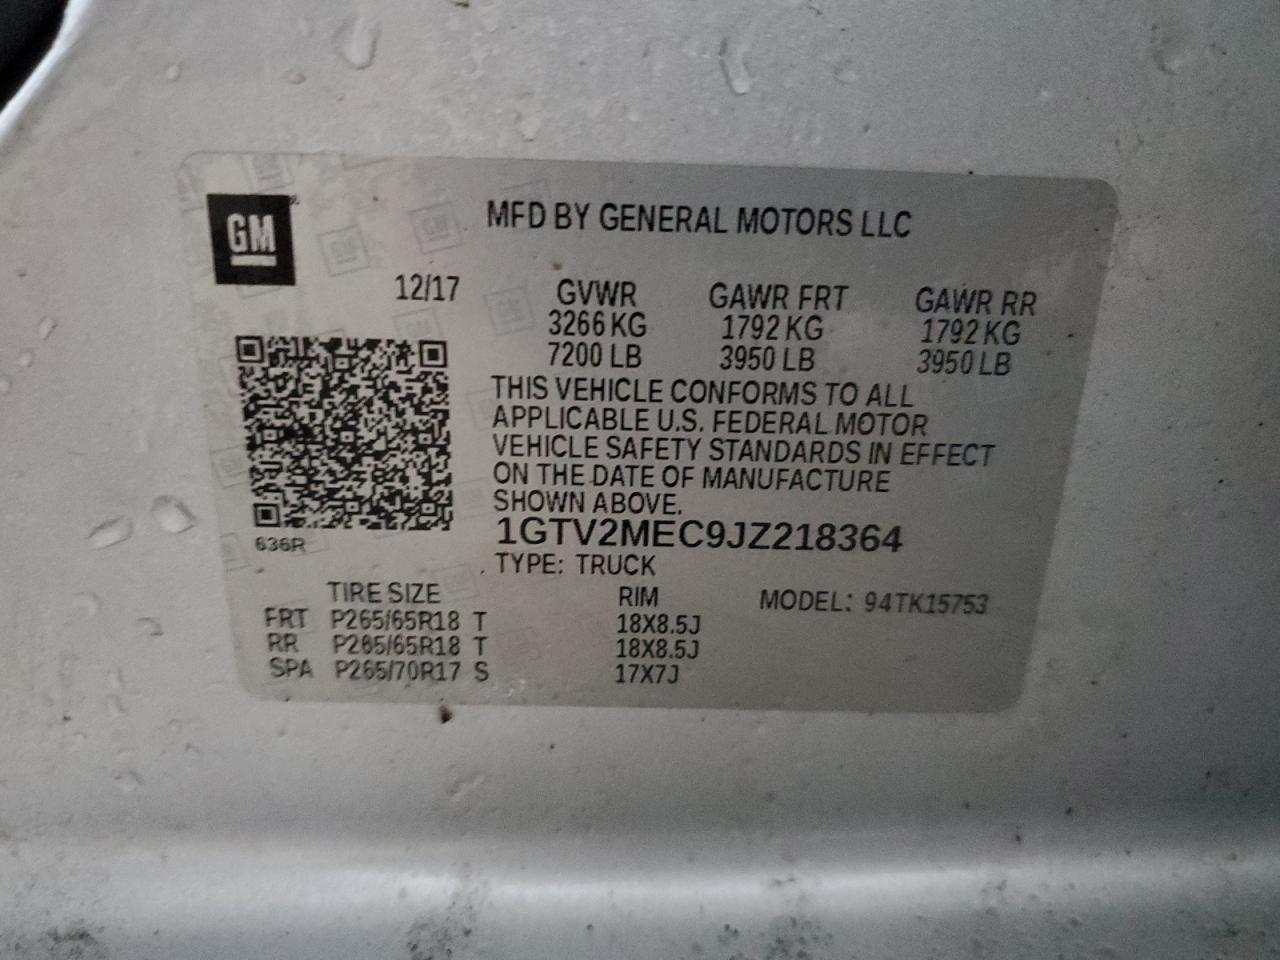 GM
MFD BY GENERAL MOTORS LLC
12/17
GVWR GAWR FRT GAWR RR
3266 KG 1792 KG 1792 KG
7200 LB 3950 LB 3950 LB
THIS VEHICLE CONFORMS TO ALL
APPLICABLE U.S. FEDERAL MOTOR
VEHICLE SAFETY STANDARDS IN EFFECT
ON THE DATE OF MANUFACTURE
SHOWN ABOVE.
636R
1GTV2MEC9JZ218364
TYPE: TRUCK
TIRE SIZE RIM MODEL: 94TK15753
FRT P265/65R18 T 18X8.5J
RR P265/65R18 T 18X8.5J
SPA P265/70R17 S 17X7J